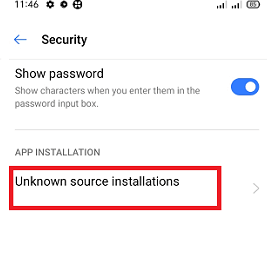 11:46
Security
Show password
Show characters when you enter them in the
password input box.
APP INSTALLATION
Unknown source installations